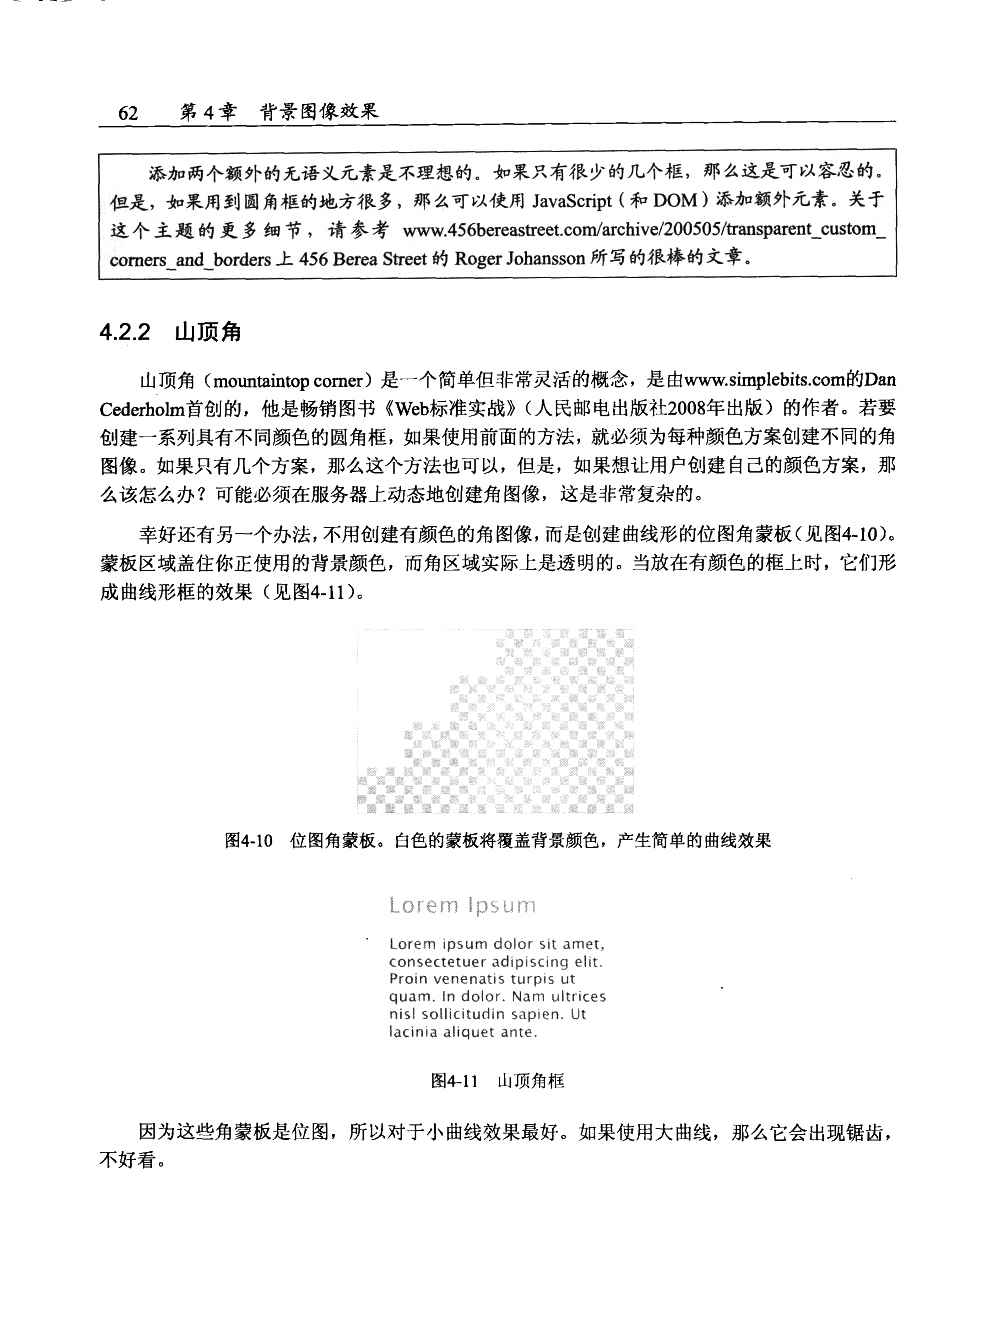 62 第 4 章 背景图像效果
添加两个额外的无语义元素是不理想的。如果只有很少的几个框，那么这是可以容忍的。
但是，如果用到圆角框的地方很多，那么可以使用 JavaScript（和 DOM）添加额外元素。关于
这个主题的更多细节，请参考 www.456bereastreet.com/archive/200505/transparent_custom_
corners_and_borders 上 456 Berea Street 的 Roger Johansson 所写的很棒的文章。
4.2.2 山顶角
山顶角（mountaintop corner）是一个简单但非常灵活的概念，是由www.simplebits.com的Dan
Cederholm首创的，他是畅销图书《Web标准实战》（人民邮电出版社2008年出版）的作者。若要
创建一系列具有不同颜色的圆角框，如果使用前面的方法，就必须为每种颜色方案创建不同的角
图像。如果只有几个方案，那么这个方法也可以，但是，如果想让用户创建自己的颜色方案，那
么该怎么办？可能必须在服务器上动态地创建角图像，这是非常复杂的。
幸好还有另一个办法，不用创建有颜色的角图像，而是创建曲线形的位图角蒙板（见图4-10）。
蒙板区域盖住你正使用的背景颜色，而角区域实际上是透明的。当放在有颜色的框上时，它们形
成曲线形框的效果（见图4-11）。
图4-10 位图角蒙板。白色的蒙板将覆盖背景颜色，产生简单的曲线效果
Lorem Ipsum
Lorem ipsum dolor sit amet,
consectetuer adipiscing elit.
Proin venenatis turpis ut
quam. In dolor. Nam ultrices
nisl sollicitudin sapien. Ut
lacinia aliquet ante.
图4-11 山顶角框
因为这些角蒙板是位图，所以对于小曲线效果最好。如果使用大曲线，那么它会出现锯齿，
不好看。